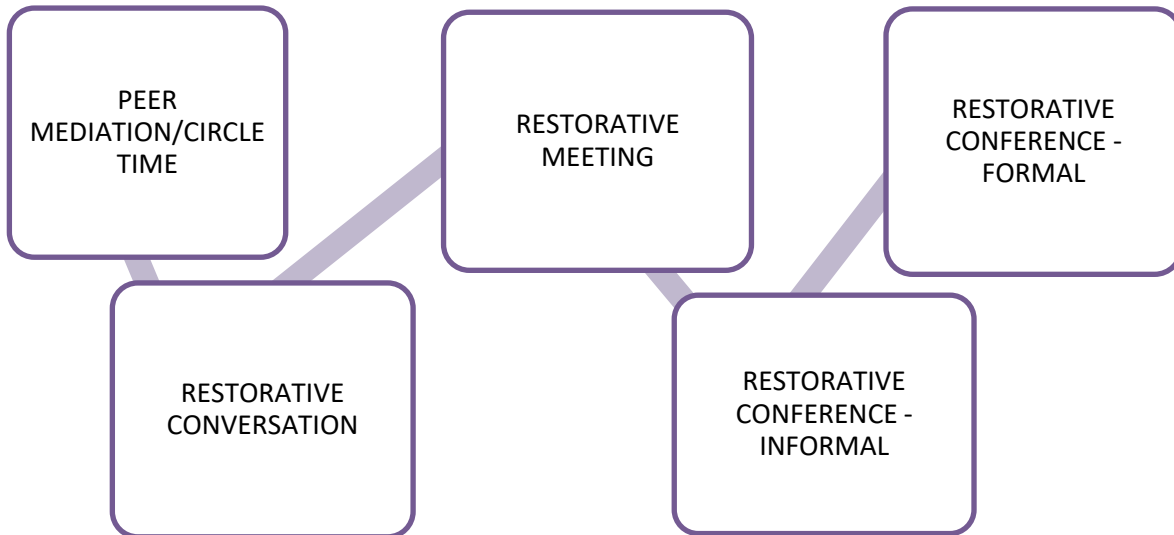 PEER
MEDIATION/CIRCLE
TIME
RESTORATIVE
CONVERSATION
RESTORATIVE
MEETING
RESTORATIVE
CONFERENCE -
INFORMAL
RESTORATIVE
CONFERENCE -
FORMAL